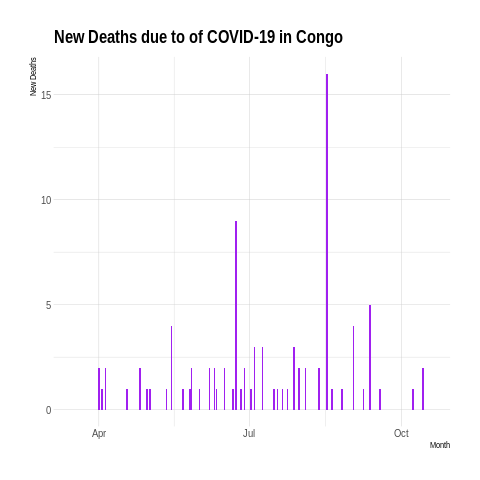 New Deaths due to of COVID-19 in Congo
New Deaths
15
10
5
0
Apr
Jul
Oct
Month